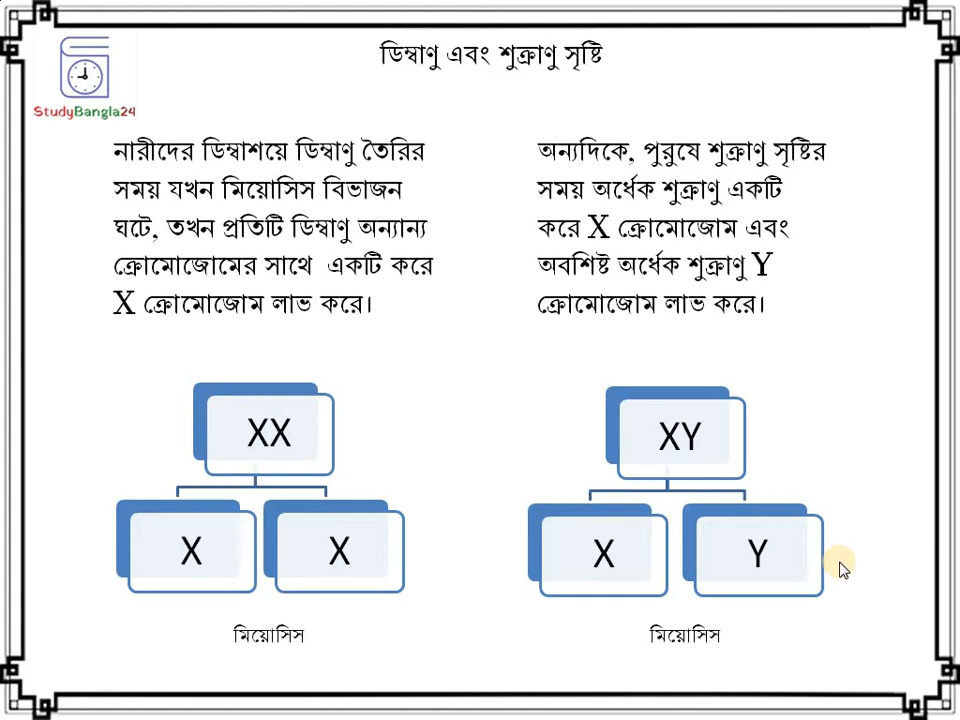 StudyBangla24
ডিম্বাণু এবং শুক্রাণু সৃষ্টি
নারীদের ডিম্বাশয়ে ডিম্বাণু তৈরির
সময় যখন মিয়োসিস বিভাজন
ঘটে, তখন প্রতিটি ডিম্বাণু অন্যান্য
ক্রোমোজোমের সাথে একটি করে
X ক্রোমোজোম লাভ করে।
অন্যদিকে, পুরুষে শুক্রাণু সৃষ্টির
সময় অর্ধেক শুক্রাণু একটি
করে X ক্রোমোজোম এবং
অবশিষ্ট অর্ধেক শুক্রাণু Y
ক্রোমোজোম লাভ করে।
XX
X
X
মিয়োসিস
XY
X
Y
মিয়োসিস